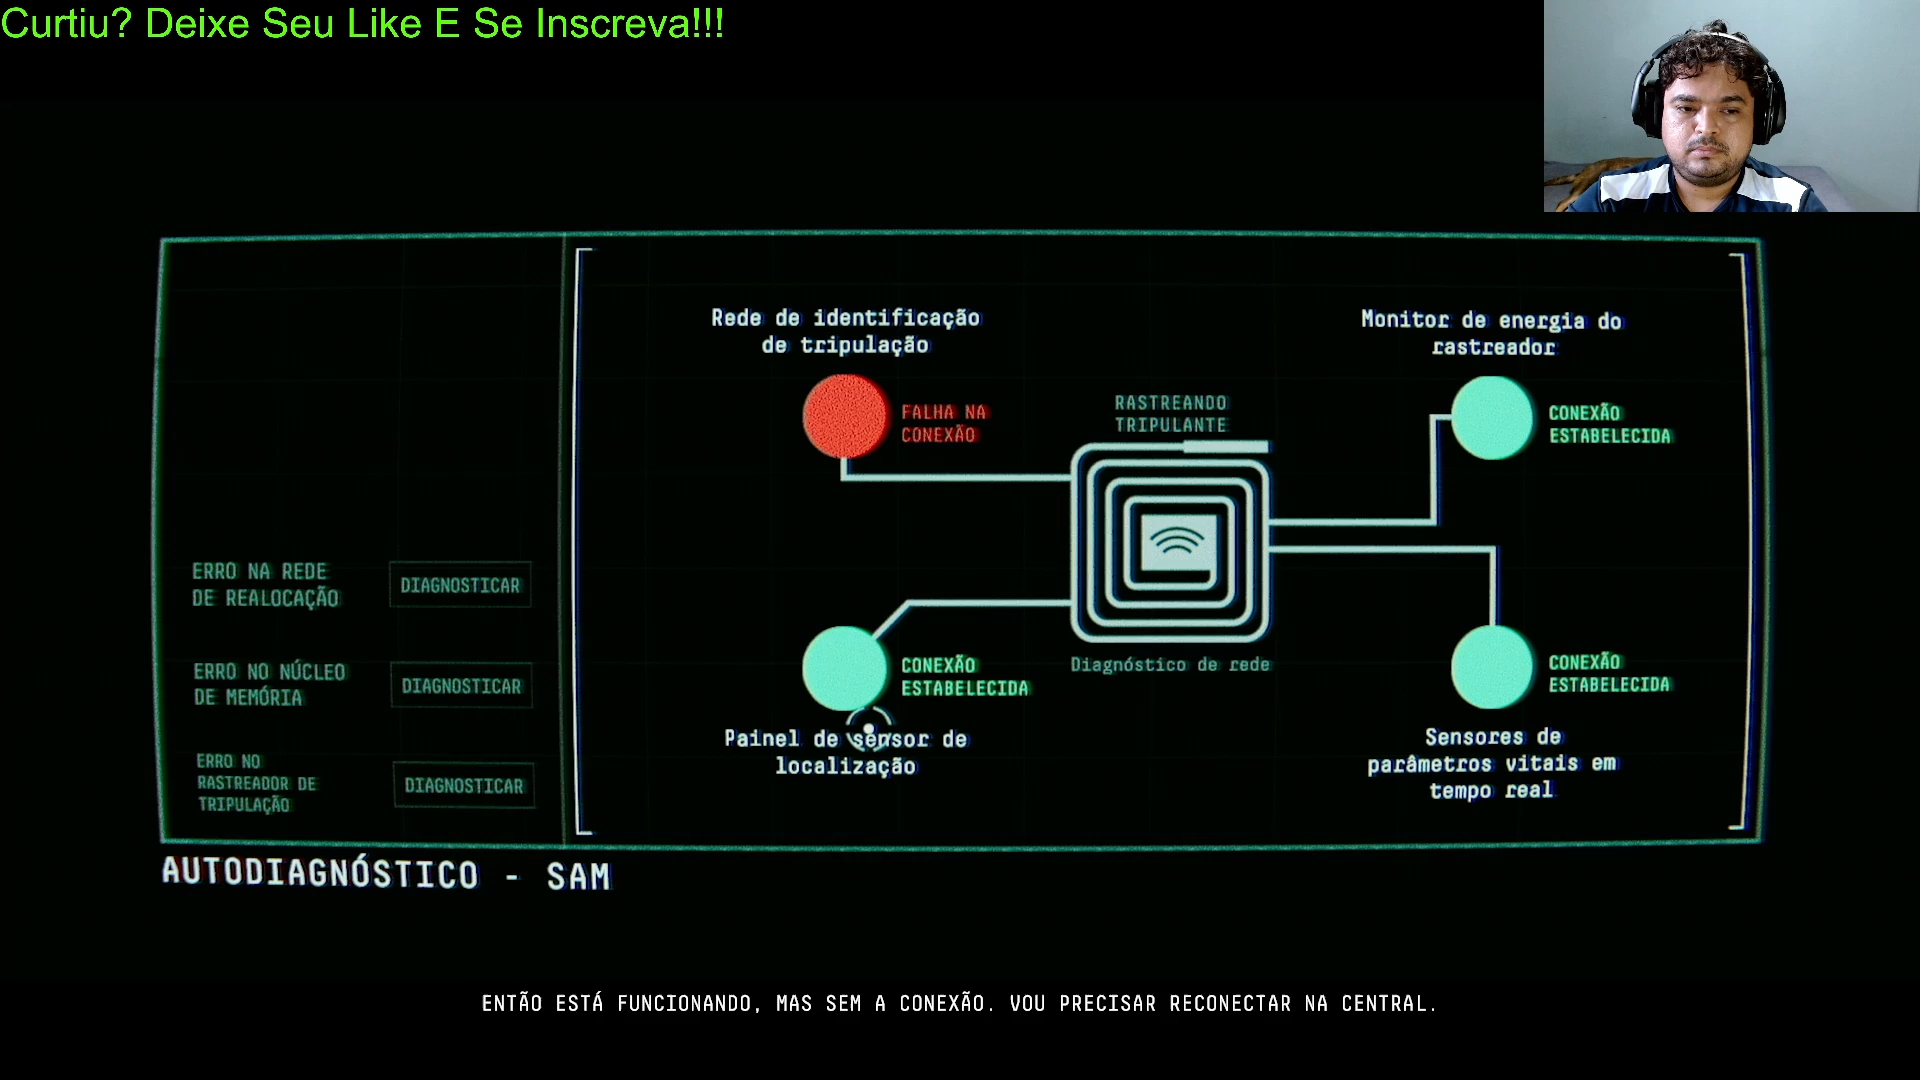 Curtiu? Deixe Seu Like E Se Inscreva!!!
Rede de identificação
de tripulação
FALHA NA
CONEXÃO
RASTREANDO
TRIPULANTE
Monitor de energia do
rastreador
CONEXÃO
ESTABELECIDA
ERRO NA REDE
DE REALOCAÇÃO
DIAGNOSTICAR
ERRO NO NÚCLEO
DE MEMÓRIA
DIAGNOSTICAR
ERRO NO
RASTREADOR DE
TRIPULAÇÃO
DIAGNOSTICAR
CONEXÃO
ESTABELECIDA
Painel de sensor de
localização
Diagnóstico de rede
CONEXÃO
ESTABELECIDA
Sensores de
parâmetros vitais em
tempo real
AUTODIAGNÓSTICO - SAM
ENTÃO ESTÁ FUNCIONANDO, MAS SEM A CONEXÃO. VOU PRECISAR RECONECTAR NA CENTRAL.